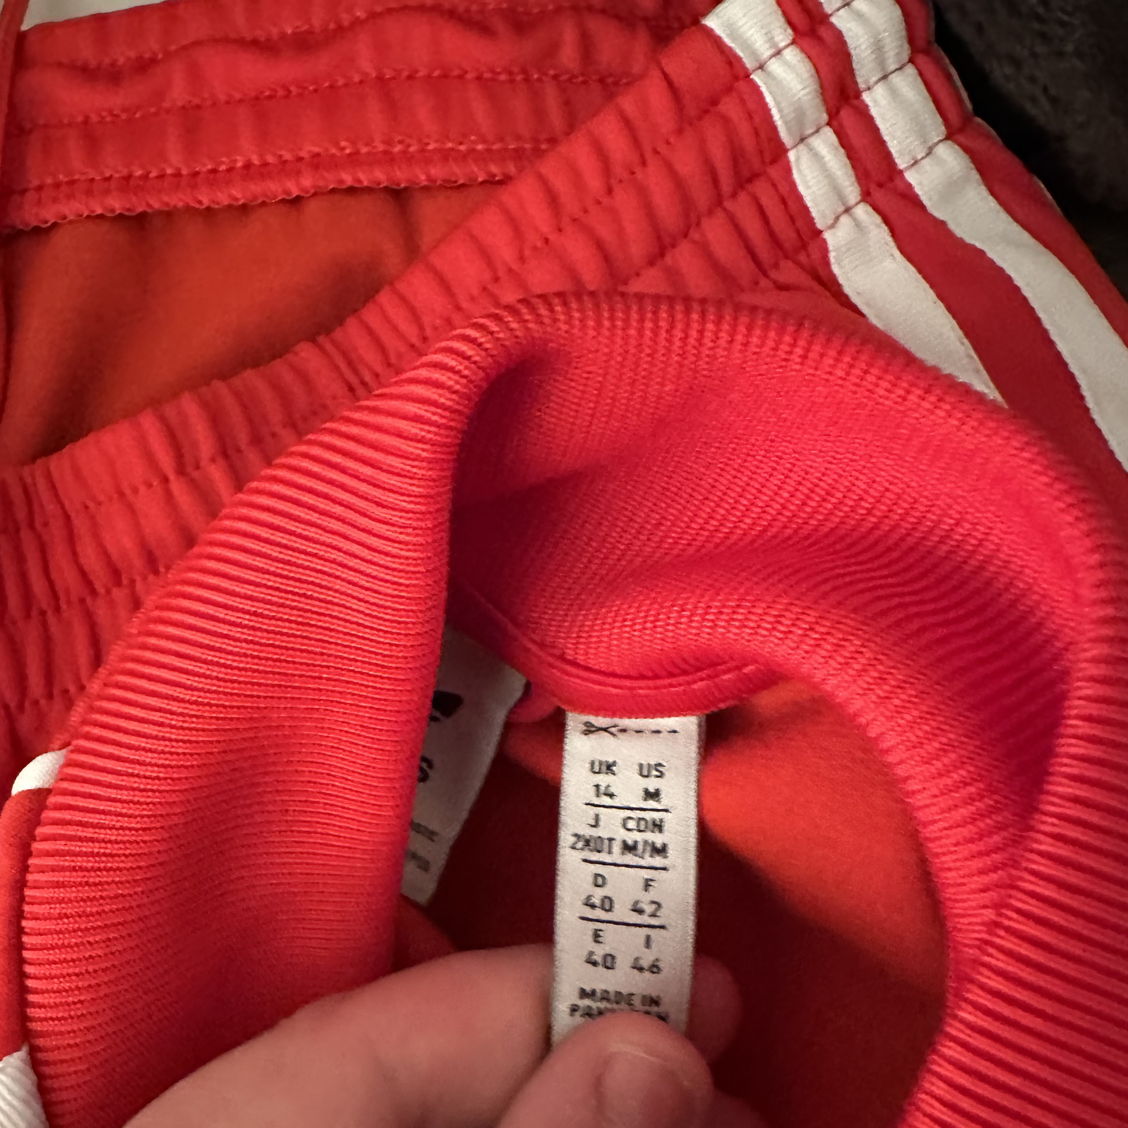 UK US
14 M
J CDN
2XOT M/M
D F
40 42
E I
40 46
MADE IN
S